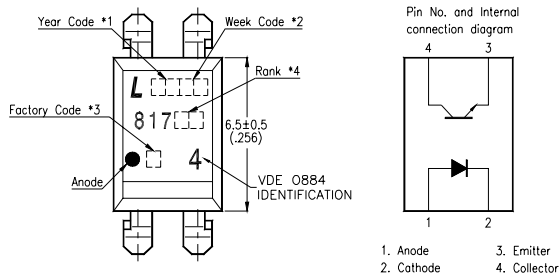 Year Code *1
Week Code *2
L
Rank *4
817
Factory Code *3
6.5±0.5
(.256)
4
Anode
VDE 0884
IDENTIFICATION
Pin No. and Internal
connection diagram
4 3
1 2
1. Anode 3. Emitter
2. Cathode 4. Collector